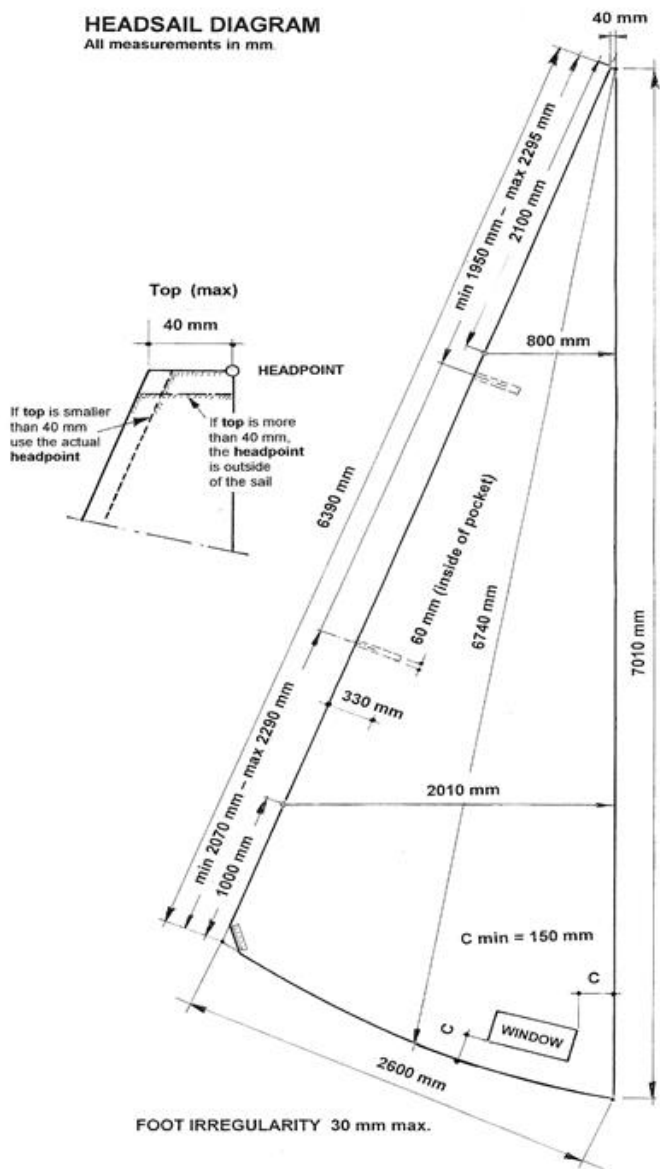 HEADSAIL DIAGRAM
All measurements in mm.
40 mm
min 1950 mm – max 2295 mm
2100 mm
Top (max)
40 mm
800 mm
HEADPOINT
If top is smaller
than 40 mm
use the actual
headpoint
If top is more
than 40 mm,
the headpoint
is outside
of the sail
6390 mm
60 mm (inside of pocket)
6740 mm
7010 mm
330 mm
min 2070 mm – max 2290 mm
2010 mm
1000 mm
C min = 150 mm
C
C
WINDOW
2600 mm
FOOT IRREGULARITY 30 mm max.